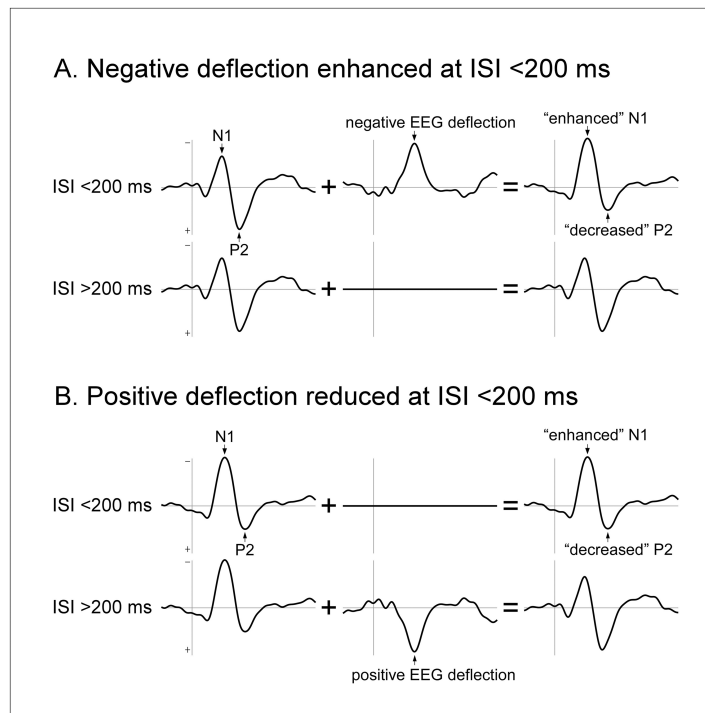 A. Negative deflection enhanced at ISI <200 ms
N1
negative EEG deflection
“enhanced” N1
−
ISI <200 ms
+
=
+
P2
“decreased” P2
−
ISI >200 ms
+
=
+
B. Positive deflection reduced at ISI <200 ms
N1
“enhanced” N1
−
ISI <200 ms
+
=
+
P2
“decreased” P2
−
ISI >200 ms
+
=
+
positive EEG deflection